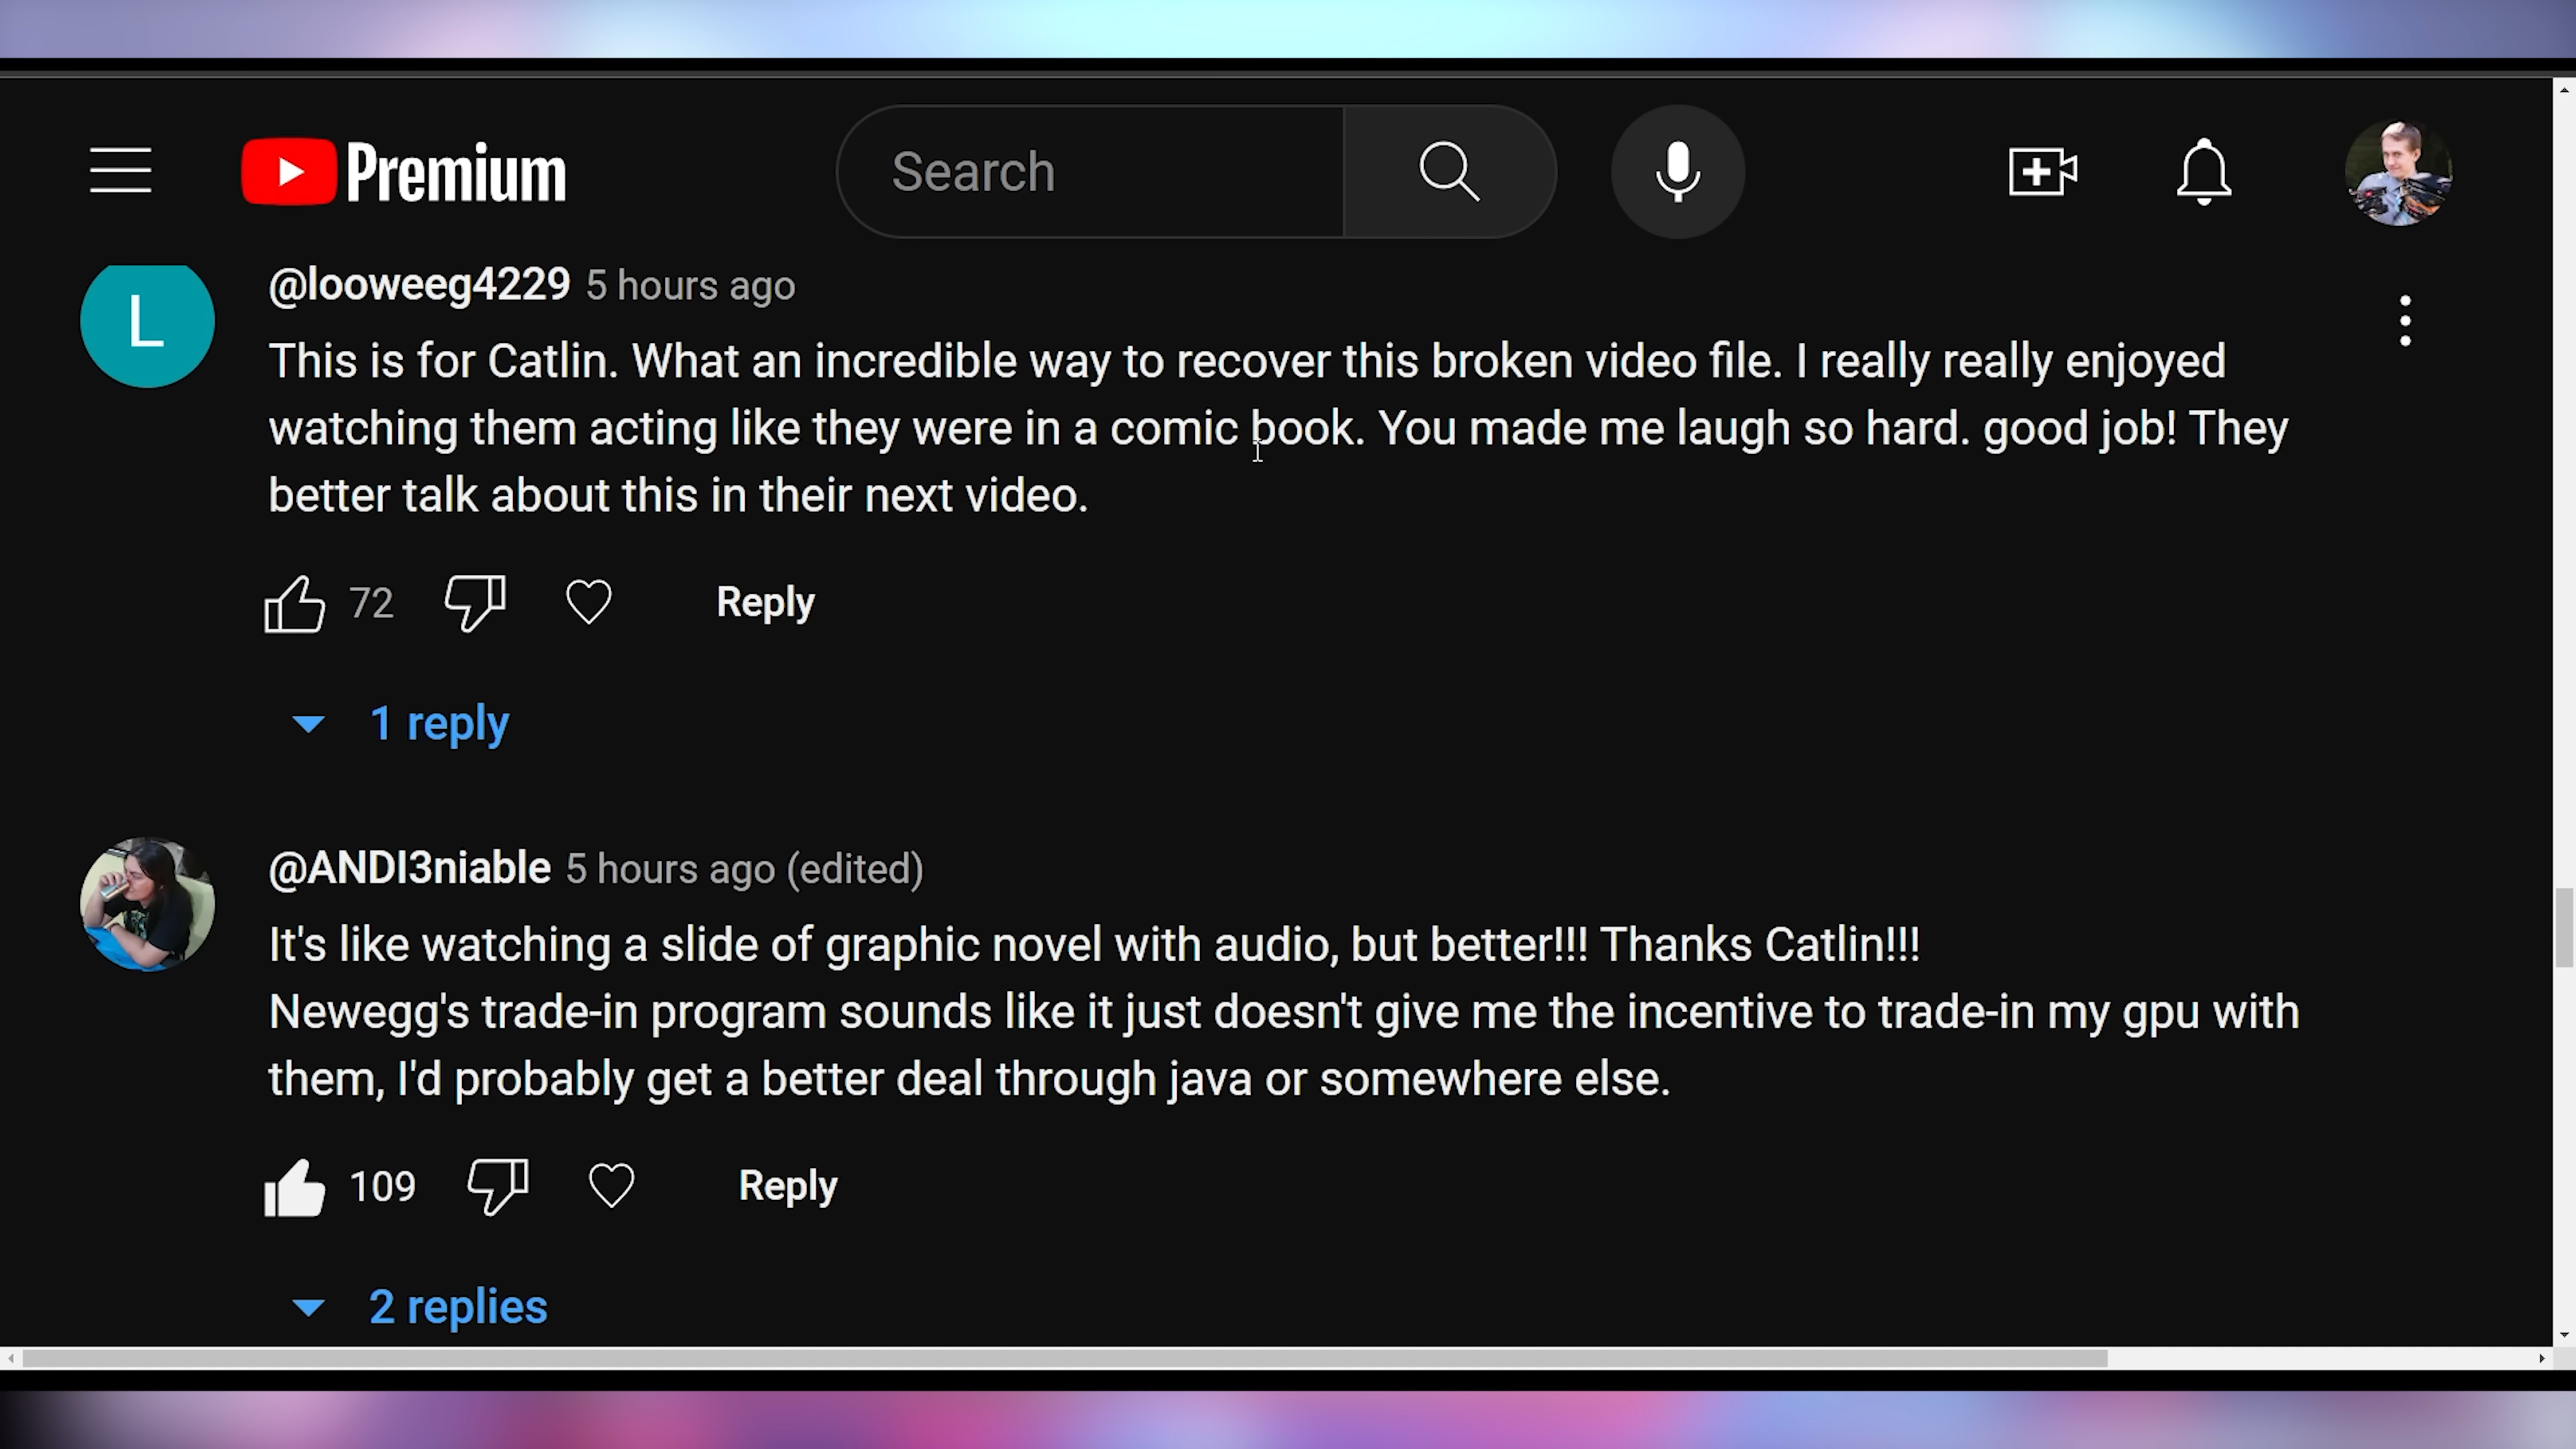 Premium
Search
L
@looweeg4229 5 hours ago
This is for Catlin. What an incredible way to recover this broken video file. I really really enjoyed
watching them acting like they were in a comic book. You made me laugh so hard. good job! They
better talk about this in their next video.
72
Reply
1 reply
@ANDI3niable 5 hours ago (edited)
It's like watching a slide of graphic novel with audio, but better!!! Thanks Catlin!!!
Newegg's trade-in program sounds like it just doesn't give me the incentive to trade-in my gpu with
them, I'd probably get a better deal through java or somewhere else.
109
Reply
2 replies